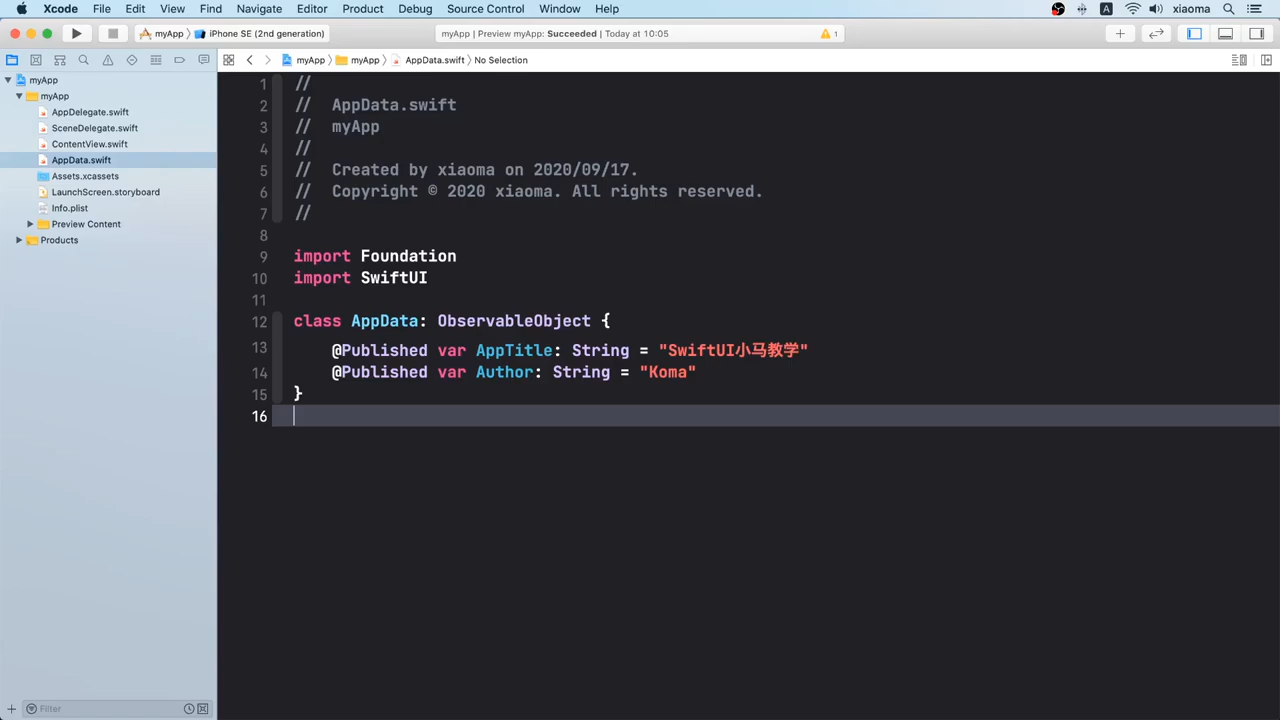 Xcode File Edit View Find Navigate Editor Product Debug Source Control Window Help xiaoma
myApp iPhone SE (2nd generation) myApp | Preview myApp: Succeeded | Today at 10:05 1
myApp myApp AppData.swift No Selection
myApp
myApp
AppDelegate.swift
SceneDelegate.swift
ContentView.swift
AppData.swift
Assets.xcassets
LaunchScreen.storyboard
Info.plist
Preview Content
Products
Filter
1 //
2 // AppData.swift
3 // myApp
4 //
5 // Created by xiaoma on 2020/09/17.
6 // Copyright © 2020 xiaoma. All rights reserved.
7 //
8
9 import Foundation
10 import SwiftUI
11
12 class AppData: ObservableObject {
13 @Published var AppTitle: String = "SwiftUI小马教学"
14 @Published var Author: String = "Koma"
15 }
16